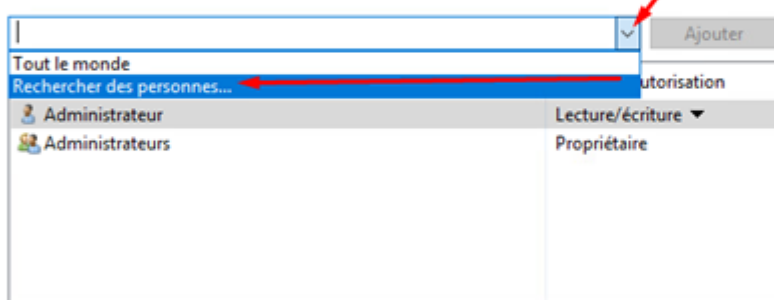 Ajouter
Tout le monde
Rechercher des personnes...
utorisation
Administrateur Lecture/écriture
Administrateurs Propriétaire